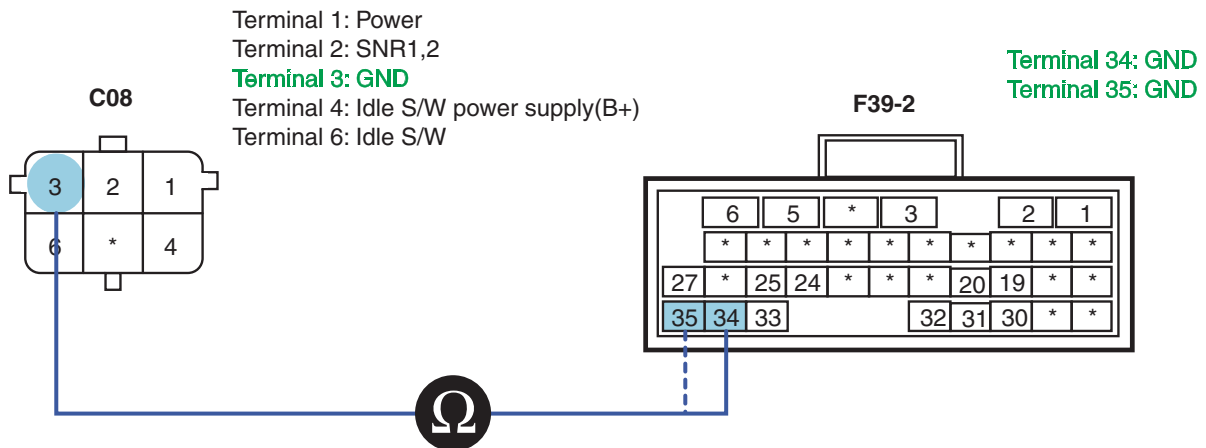 Terminal 1: Power
Terminal 2: SNR1,2
Terminal 3: GND
Terminal 4: Idle S/W power supply(B+)
Terminal 6: Idle S/W
Terminal 34: GND
Terminal 35: GND
C08
3 2 1
6 * 4
F39-2
6 5 * 3 2 1
* * * * * * * * * *
27 * 25 24 * * * 20 19 * *
35 34 33 32 31 30 * *
Ω